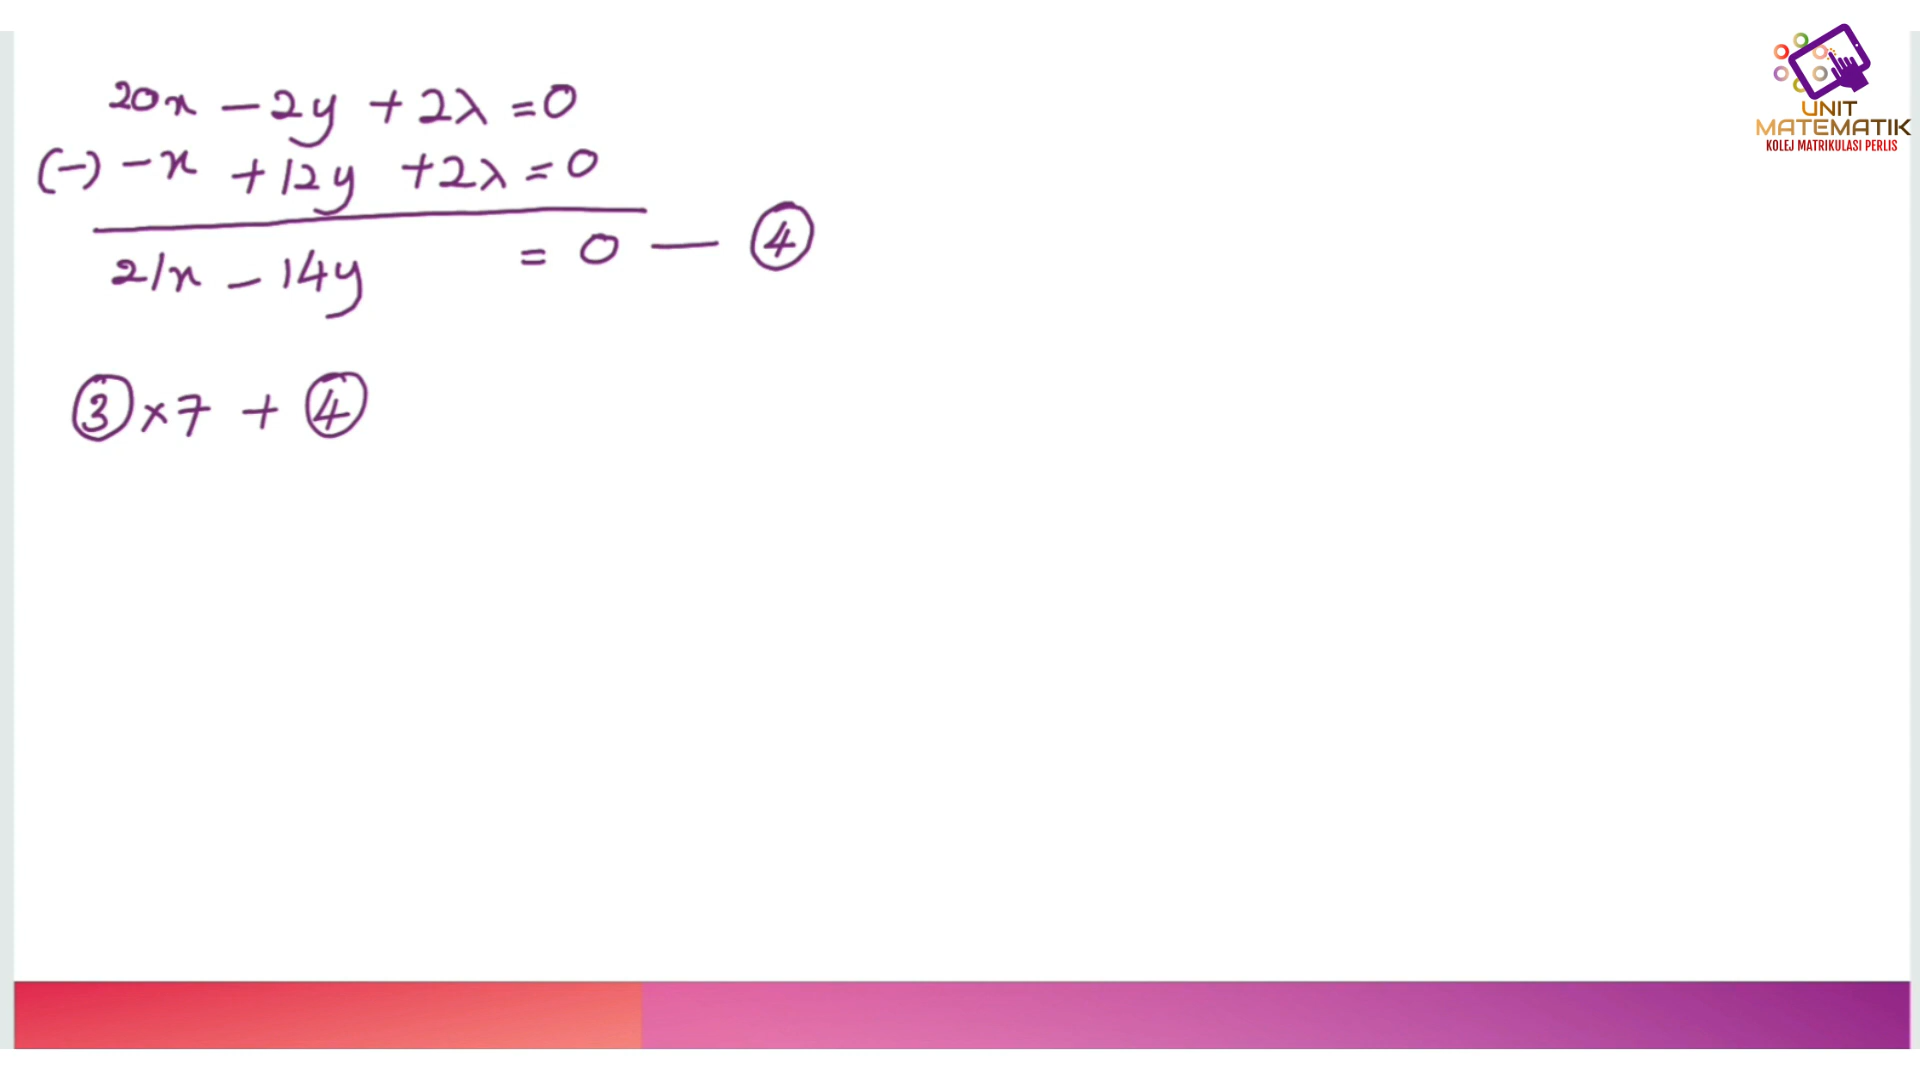 20x - 2y + 2λ = 0
(-) -x + 12y + 2λ = 0
21x - 14y = 0 — ④
③ × 7 + ④
UNIT
MATEMATIK
KOLEJ MATRIKULASI PERLIS